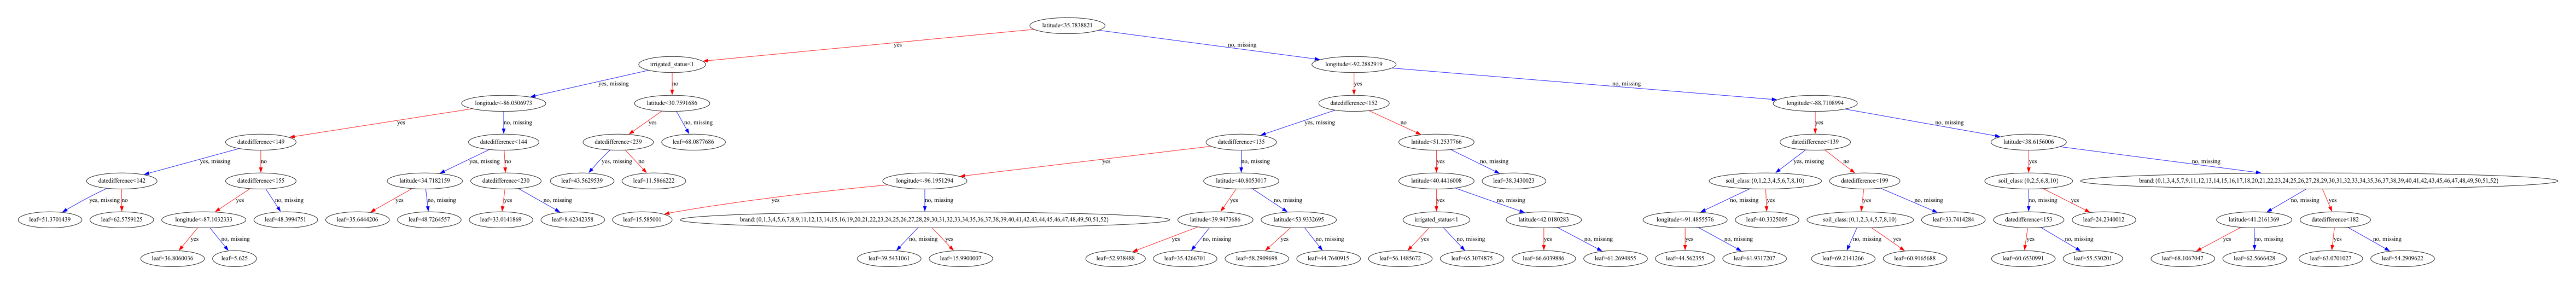 latitude<35.7838821
yes
no, missing
irrigated_status<1
longitude<-92.2882919
yes, missing
no
yes
no, missing
longitude<-86.0506973
latitude<30.7591686
datedifference<152
longitude<-88.7108994
yes
no, missing
yes
no, missing
yes, missing
no
yes
no, missing
datedifference<149
datedifference<144
datedifference<239
leaf=68.0877686
datedifference<135
latitude<51.2537766
datedifference<139
latitude<38.6156006
yes, missing
no
yes, missing
no
yes, missing
no
yes
no, missing
yes
no, missing
yes, missing
no
yes
no, missing
datedifference<142
datedifference<155
latitude<34.7182159
datedifference<230
leaf=43.5629539
leaf=11.5866222
longitude<-96.1951294
latitude<40.8053017
latitude<40.4416008
leaf=38.3430023
soil_class:{0,1,2,3,4,5,6,7,8,10}
datedifference<199
soil_class:{0,2,5,6,8,10}
brand:{0,1,3,4,5,7,9,11,12,13,14,15,16,17,18,20,21,22,23,24,25,26,27,28,29,30,31,32,33,34,35,36,37,38,39,40,41,42,43,45,46,47,48,49,50,51,52}
yes, missing
no
yes
no, missing
yes
no, missing
yes
no, missing
yes
no, missing
yes
no, missing
yes
no, missing
no, missing
yes
yes
no, missing
no, missing
yes
no, missing
yes
leaf=51.3701439
leaf=62.5759125
longitude<-87.1032333
leaf=48.3994751
leaf=35.644206
leaf=48.7264557
leaf=33.0141869
leaf=8.62342358
leaf=15.585001
brand:{0,1,3,4,5,6,7,8,9,11,12,13,14,15,16,19,20,21,22,23,24,25,26,27,28,29,30,31,32,33,34,35,36,37,38,39,40,41,42,43,44,45,46,47,48,49,50,51,52}
latitude<39.9473686
latitude<53.9332695
irrigated_status<1
latitude<42.0180283
longitude<-91.4855576
leaf=40.3325005
soil_class:{0,1,2,3,4,5,7,8,10}
leaf=33.7414284
datedifference<153
leaf=24.2340012
latitude<41.2161369
datedifference<182
yes
no, missing
no, missing
yes
yes
no, missing
yes
no, missing
yes
no, missing
yes
no, missing
yes
no, missing
no, missing
yes
yes
no, missing
yes
no, missing
yes
no, missing
leaf=36.8060036
leaf=5.625
leaf=39.5431061
leaf=15.9900007
leaf=52.938488
leaf=35.4266701
leaf=58.2909698
leaf=44.7640915
leaf=56.1485672
leaf=65.3074875
leaf=66.6039886
leaf=61.2694855
leaf=44.562355
leaf=61.9317207
leaf=69.2141266
leaf=60.9165688
leaf=60.6530991
leaf=55.530201
leaf=68.1067047
leaf=62.5666428
leaf=63.0701027
leaf=54.2909622